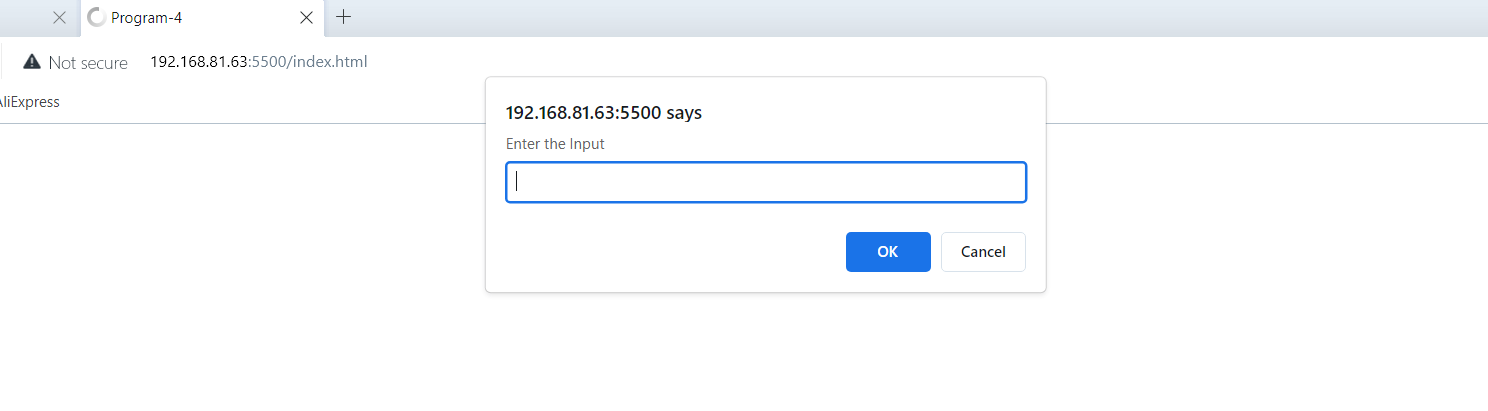 Program-4
Not secure 192.168.81.63:5500/index.html
AliExpress
192.168.81.63:5500 says
Enter the Input
OK Cancel